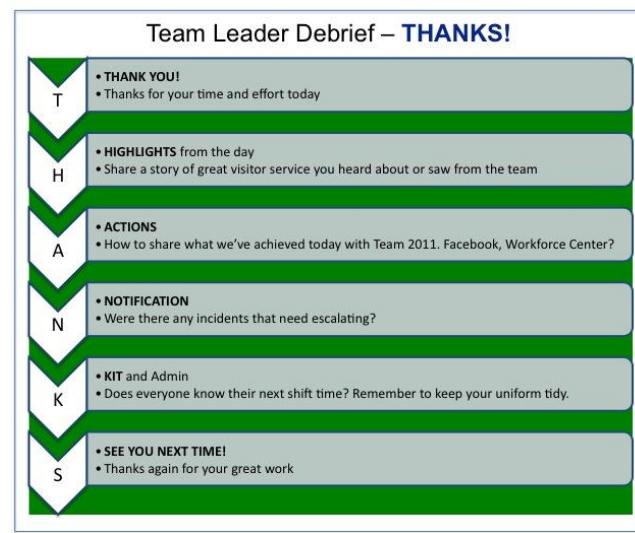 Team Leader Debrief – THANKS!
T
• THANK YOU!
• Thanks for your time and effort today
H
• HIGHLIGHTS from the day
• Share a story of great visitor service you heard about or saw from the team
A
• ACTIONS
• How to share what we've achieved today with Team 2011. Facebook, Workforce Center?
N
• NOTIFICATION
• Were there any incidents that need escalating?
K
• KIT and Admin
• Does everyone know their next shift time? Remember to keep your uniform tidy.
S
• SEE YOU NEXT TIME!
• Thanks again for your great work